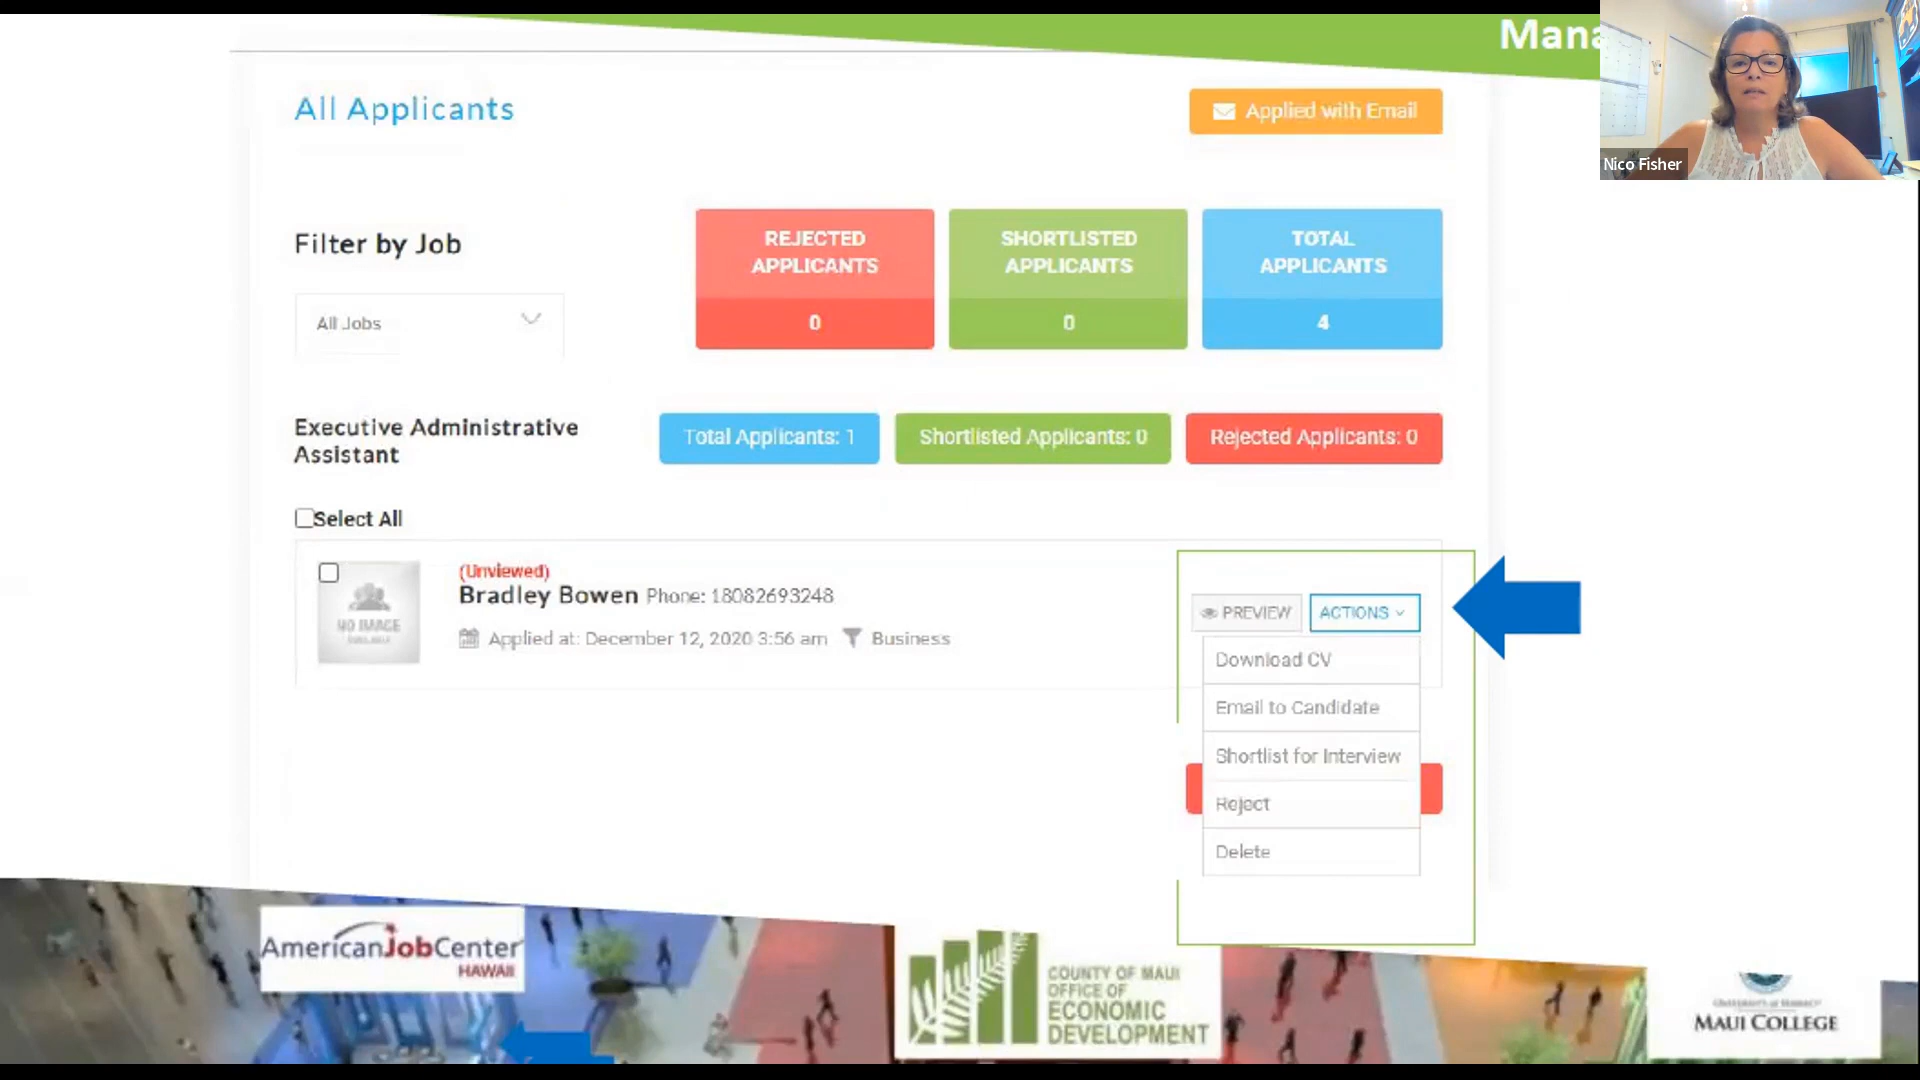 Mana
All Applicants
Applied with Email
Filter by Job
All Jobs
REJECTED
APPLICANTS
0
SHORTLISTED
APPLICANTS
0
TOTAL
APPLICANTS
4
Executive Administrative
Assistant
Total Applicants: 1
Shortlisted Applicants: 0
Rejected Applicants: 0
Select All
NO IMAGE
AVAILABLE
(Unviewed)
Bradley Bowen Phone: 18082693248
Applied at: December 12, 2020 3:56 am Business
PREVIEW
ACTIONS
Download CV
Email to Candidate
Shortlist for Interview
Reject
Delete
Nico Fisher
AmericanJobCenter
HAWAII
COUNTY OF MAUI
OFFICE OF
ECONOMIC
DEVELOPMENT
MAUI COLLEGE